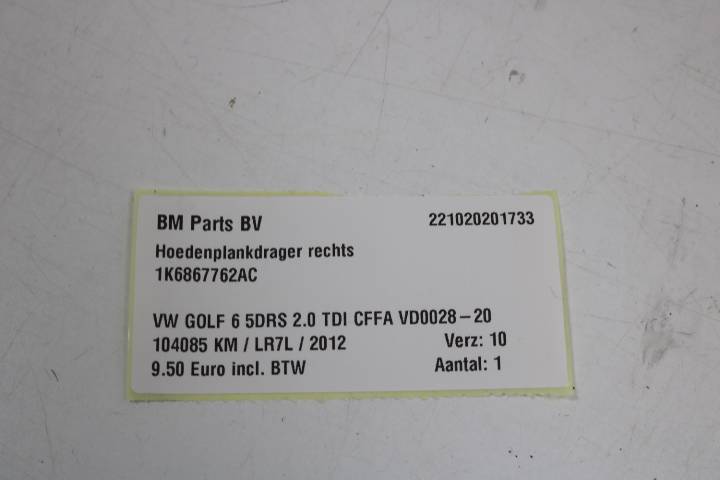 BM Parts BV 221020201733
Hoedenplankdrager rechts
1K6867762AC
VW GOLF 6 5DRS 2.0 TDI CFFA VD0028-20
104085 KM / LR7L / 2012 Verz: 10
9.50 Euro incl. BTW Aantal: 1